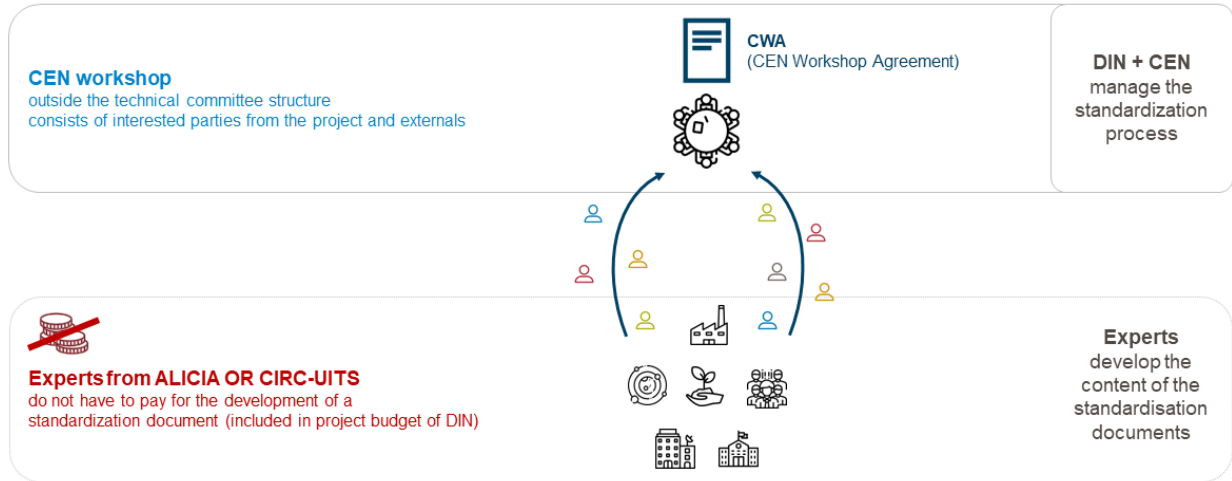 CEN workshop
outside the technical committee structure
consists of interested parties from the project and externals
CWA
(CEN Workshop Agreement)
DIN + CEN
manage the
standardization
process
Experts from ALICIA OR CIRC-UITS
do not have to pay for the development of a
standardization document (included in project budget of DIN)
Experts
develop the
content of the
standardisation
documents